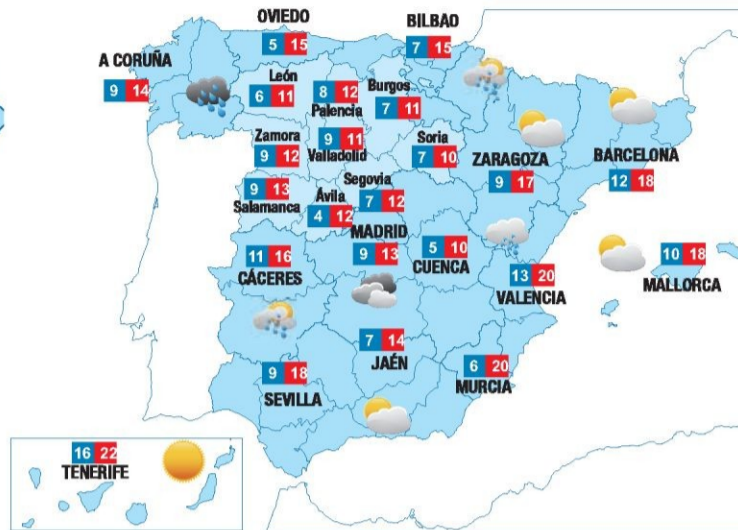 OVIEDO
5 15
BILBAO
7 15
A CORUÑA
9 14
León
6 11
8 12
Palencia
Burgos
7 11
Zamora
9 12
9 11
Valladolid
Soria
7 10
ZARAGOZA
9 17
BARCELONA
12 18
9 13
Salamanca
Ávila
4 12
Segovia
7 12
MADRID
9 13
5 10
CUENCA
11 16
CÁCERES
13 20
VALENCIA
10 18
MALLORCA
7 14
JAÉN
9 18
SEVILLA
6 20
MURCIA
16 22
TENERIFE